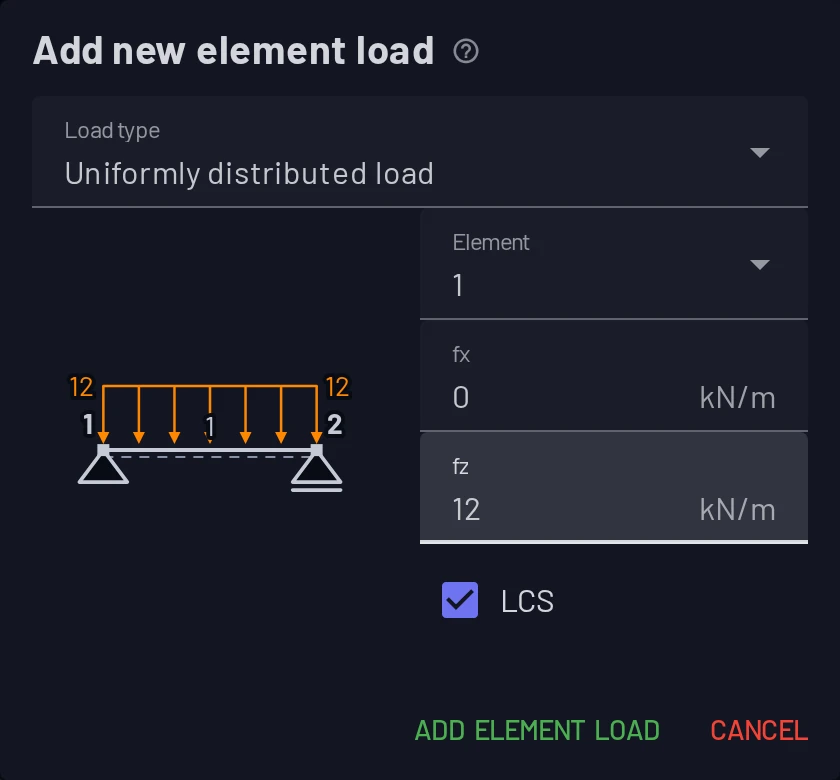 Add new element load ?
Load type
Uniformly distributed load
Element
1
fx
0 kN/m
fz
12 kN/m
12 12
1 1 2
LCS
ADD ELEMENT LOAD CANCEL